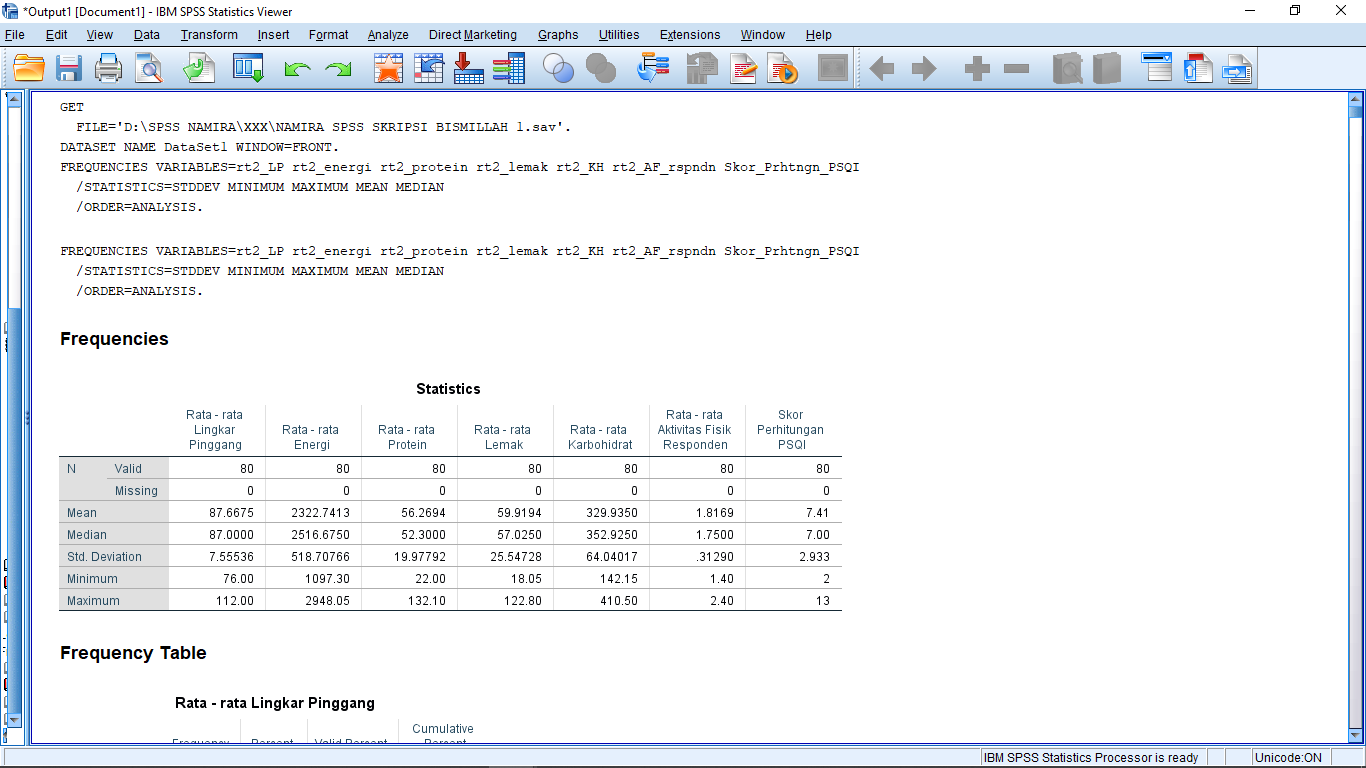 *Output1 [Document1] - IBM SPSS Statistics Viewer
File Edit View Data Transform Insert Format Analyze Direct Marketing Graphs Utilities Extensions Window Help
GET
FILE='D:\SPSS NAMIRA\XXX\NAMIRA SPSS SKRIPSI BISMILLAH 1.sav'.
DATASET NAME DataSet1 WINDOW=FRONT.
FREQUENCIES VARIABLES=rt2_LP rt2_energi rt2_protein rt2_lemak rt2_KH rt2_AF_rspndn Skor_Prhtngn_PSQI
/STATISTICS=STDDEV MINIMUM MAXIMUM MEAN MEDIAN
/ORDER=ANALYSIS.
FREQUENCIES VARIABLES=rt2_LP rt2_energi rt2_protein rt2_lemak rt2_KH rt2_AF_rspndn Skor_Prhtngn_PSQI
/STATISTICS=STDDEV MINIMUM MAXIMUM MEAN MEDIAN
/ORDER=ANALYSIS.
Frequencies
Statistics
Rata - rata Rata - rata Skor
Lingkar Rata - rata Rata - rata Rata - rata Rata - rata Aktivitas Fisik Perhitungan
Pinggang Energi Protein Lemak Karbohidrat Responden PSQI
N Valid 80 80 80 80 80 80 80
Missing 0 0 0 0 0 0 0
Mean 87.6675 2322.7413 56.2694 59.9194 329.9350 1.8169 7.41
Median 87.0000 2516.6750 52.3000 57.0250 352.9250 1.7500 7.00
Std. Deviation 7.55536 518.70766 19.97792 25.54728 64.04017 .31290 2.933
Minimum 76.00 1097.30 22.00 18.05 142.15 1.40 2
Maximum 112.00 2948.05 132.10 122.80 410.50 2.40 13
Frequency Table
Rata - rata Lingkar Pinggang
Cumulative
Frequency Percent Valid Percent Percent
IBM SPSS Statistics Processor is ready Unicode:ON